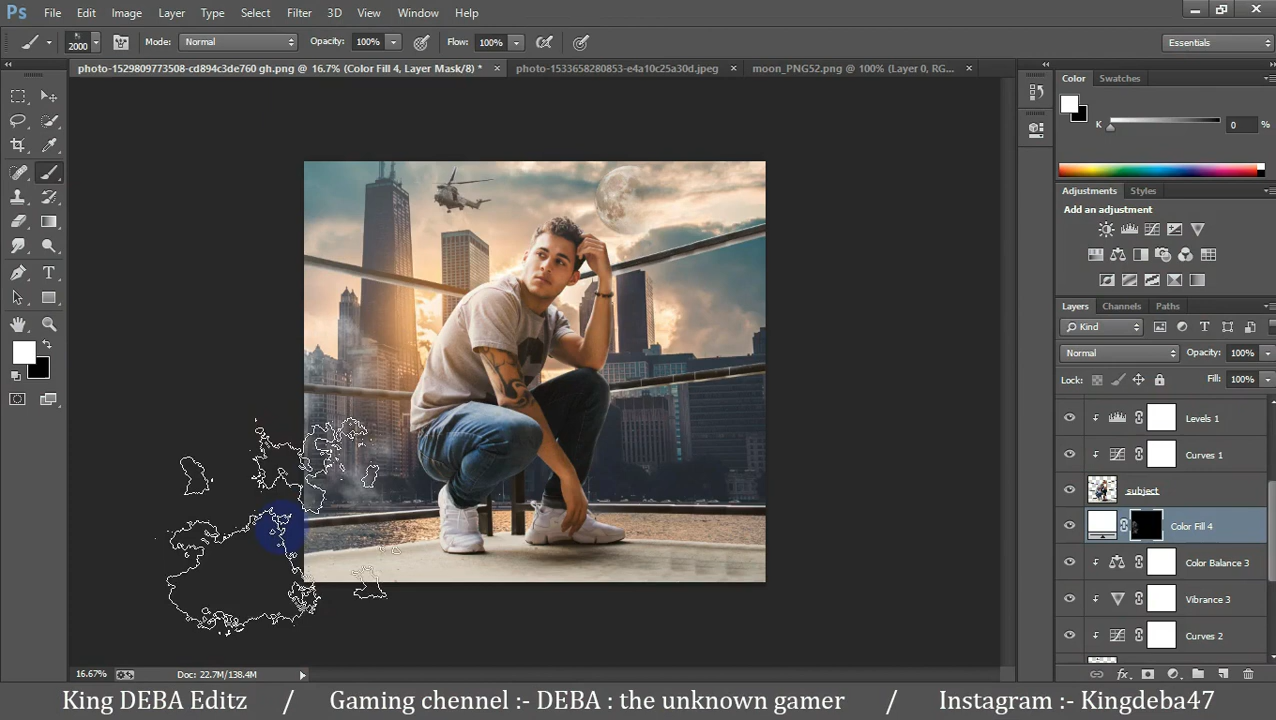 Ps File Edit Image Layer Type Select Filter 3D View Window Help
2000 Mode: Normal Opacity: 100% Flow: 100% Essentials
photo-1529809773508-cd894c3de760 gh.png @ 16.7% (Color Fill 4, Layer Mask/8) * × photo-1533658280853-e4a10c25a30d.jpeg × moon_PNG52.png @ 100% (Layer 0, RG... ×
Color Swatches
K 0 %
Adjustments Styles
Add an adjustment
Layers Channels Paths
Kind
Normal Opacity: 100%
Lock: Fill: 100%
Levels 1
Curves 1
subject
Color Fill 4
Color Balance 3
Vibrance 3
Curves 2
16.67% Doc: 22.7M/138.4M
King DEBA Editz / Gaming chennel :- DEBA : the unknown gamer / Instagram :- Kingdeba47